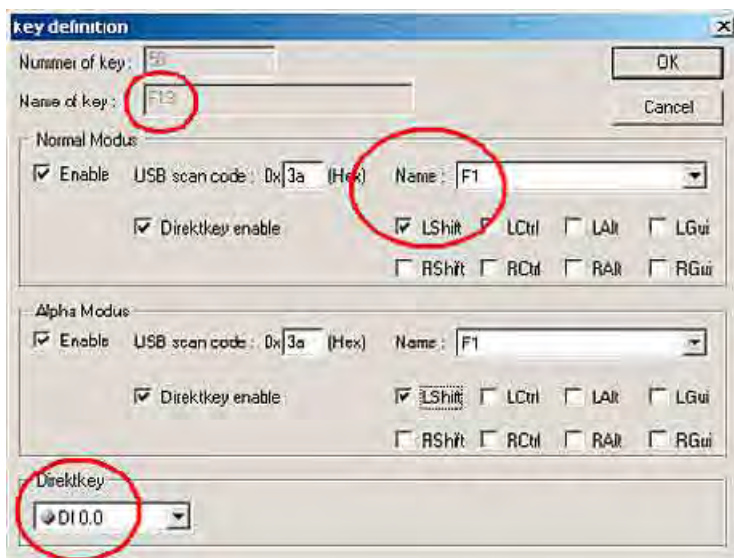 key definition
Nummer of key :
OK
Name of key : F13
Cancel
Normal Modus
Enable USB scan code : 0x 3a (Hex) Name : F1
Direktkey enable LShift LCtrl LAlt LGui
RShift RCtrl RAlt RGui
Alpha Modus
Enable USB scan code : 0x 3a (Hex) Name : F1
Direktkey enable LShift LCtrl LAlt LGui
RShift RCtrl RAlt RGui
Direktkey
DI 0.0